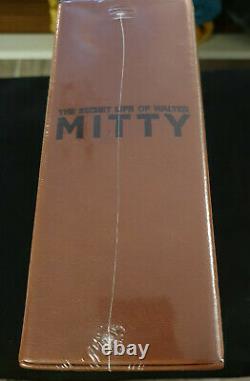 THE SECRET LIFE OF WALTER
MITTY